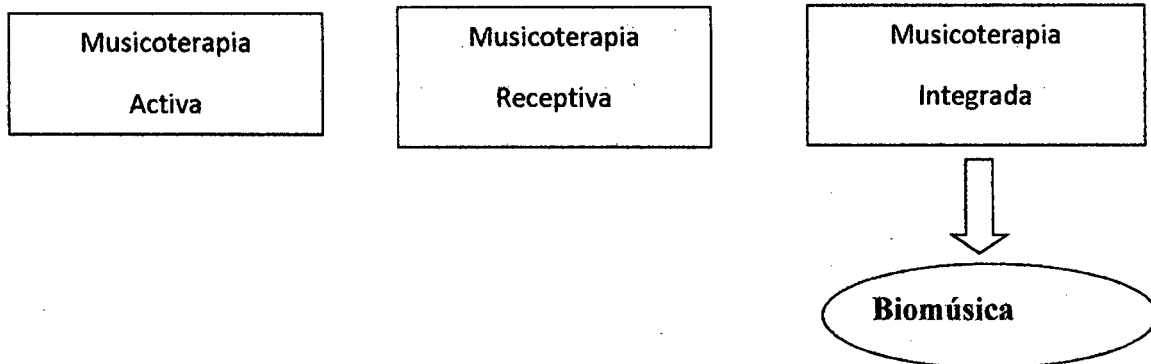 Musicoterapia
Activa
Musicoterapia
Receptiva
Musicoterapia
Integrada
Biomúsica